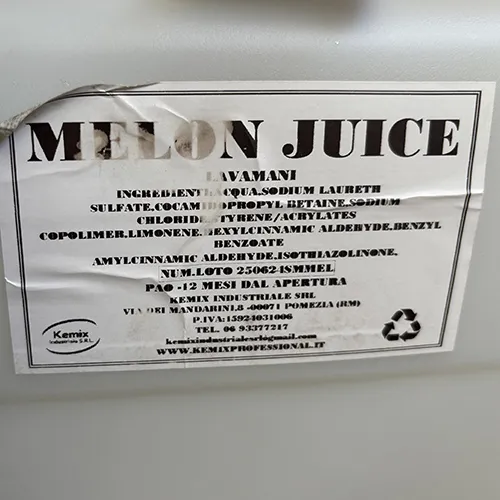 MELON JUICE
LAVAMANI
INGREDIENTI:ACQUA,SODIUM LAURETH
SULFATE,COCAMIDOPROPYL BETAINE,SODIUM
CHLORIDE,STYRENE/ACRYLATES
COPOLIMER,LIMONENE,HEXYLCINNAMIC ALDEHYDE,BENZYL
BENZOATE
AMYLCINNAMIC ALDEHYDE,ISOTHIAZOLINONE,
NUM.LOTO 250624SMMEL
PAO -12 MESI DAL APERTURA
KEMIX INDUSTRIALE SRL
VIA DEI MANDARINI,8 -00071 POMEZIA (RM)
P.IVA:15924031006
TEL. 06 93377217
kemixindustrialesrl@gmail.com
WWW.KEMIXPROFESSIONAL.IT
Kemix
Industriale S.R.L.